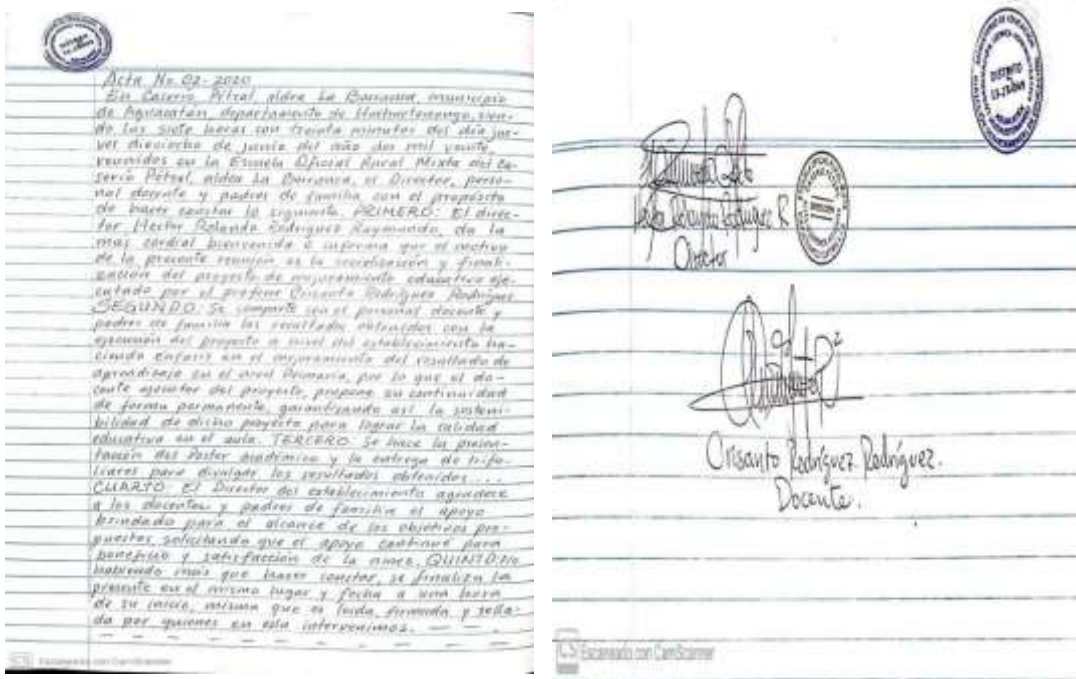 Acta No. 02-2020
En Caserío Petzal, aldea La Barranca, municipio
de Aguacatán, departamento de Huehuetenango, sien-
do las siete horas con treinta minutos del día jue-
ves dieciocho de junio del año dos mil veinte,
reunidos en la Escuela Oficial Rural Mixta del Ca-
serío Petzal, aldea La Barranca, el Director, perso-
nal docente y padres de familia con el propósito
de hacer constar lo siguiente. PRIMERO: El direc-
tor Hector Rolando Rodríguez Raymundo, da la
más cordial bienvenida e informa que el motivo
de la presente reunión es la socialización y finali-
zación del proyecto de mejoramiento educativo eje-
cutado por el profesor Crisanto Rodríguez Rodríguez
SEGUNDO: Se comparte con el personal docente y
padres de familia los resultados obtenidos con la
ejecución del proyecto a nivel del establecimiento ha-
ciendo énfasis en el mejoramiento del resultado de
aprendizaje en el nivel Primaria, por lo que el do-
cente ejecutor del proyecto, propone su continuidad
de forma permanente, garantizando así la sosteni-
bilidad de dicho proyecto para lograr la calidad
educativa en el aula. TERCERO: Se hace la presen-
tación del Poster académico y la entrega de trifo-
liares para divulgar los resultados obtenidos...
CUARTO: El Director del establecimiento agradece
a los docentes y padres de familia el apoyo
brindado para el alcance de los objetivos pro-
puestos, solicitando que el apoyo continué para
beneficio y satisfacción de la niñez. QUINTO: No
habiendo más que hacer constar, se finaliza la
presente en el mismo lugar y fecha a una hora
de su inicio, misma que es leída, firmada y sella-
da por quienes en ella intervenimos.
CS Escaneado con CamScanner
DISTRITO
Rodríguez R
Director
Crisanto Rodríguez Rodríguez.
Docente.
CS Escaneado con CamScanner